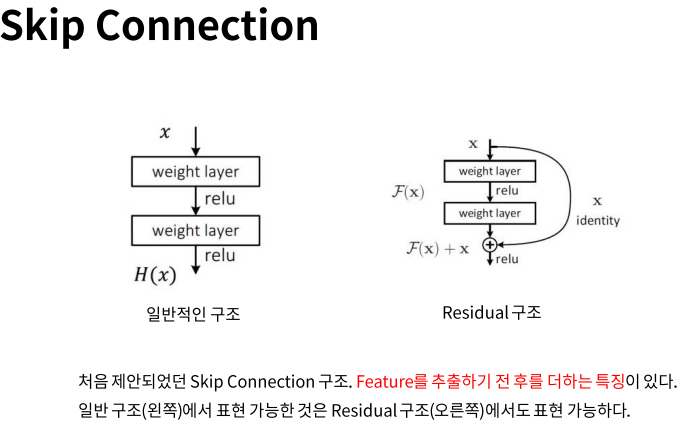 Skip Connection
x
weight layer
relu
weight layer
relu
H(x)
일반적인 구조
x
weight layer
F(x)
relu
weight layer
x
identity
F(x) + x
relu
Residual 구조
처음 제안되었던 Skip Connection 구조. Feature를 추출하기 전 후를 더하는 특징이 있다.
일반 구조(왼쪽)에서 표현 가능한 것은 Residual 구조(오른쪽)에서도 표현 가능하다.